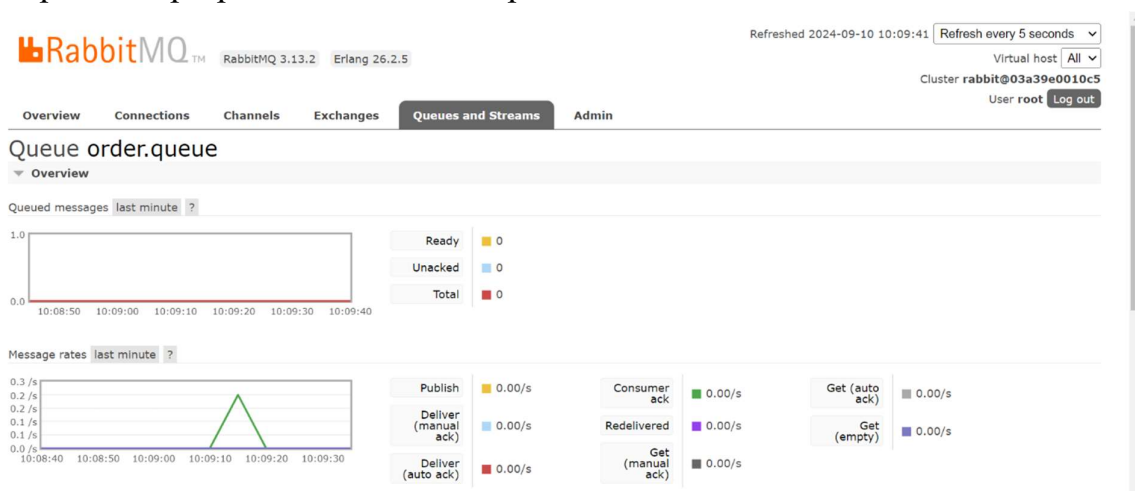 Refreshed 2024-09-10 10:09:41 Refresh every 5 seconds
RabbitMQ TM RabbitMQ 3.13.2 Erlang 26.2.5
Virtual host All
Cluster rabbit@03a39e0010c5
User root Log out
Overview Connections Channels Exchanges Queues and Streams Admin
Queue order.queue
Overview
Queued messages last minute ?
1.0
0.0
10:08:50 10:09:00 10:09:10 10:09:20 10:09:30 10:09:40
Ready 0
Unacked 0
Total 0
Message rates last minute ?
0.3 /s
0.2 /s
0.2 /s
0.1 /s
0.1 /s
0.0 /s
10:08:40 10:08:50 10:09:00 10:09:10 10:09:20 10:09:30
Publish 0.00/s
Deliver
(manual
ack)
0.00/s
Deliver
(auto ack)
0.00/s
Consumer
ack
0.00/s
Redelivered 0.00/s
Get
(manual
ack)
0.00/s
Get (auto
ack)
0.00/s
Get
(empty)
0.00/s